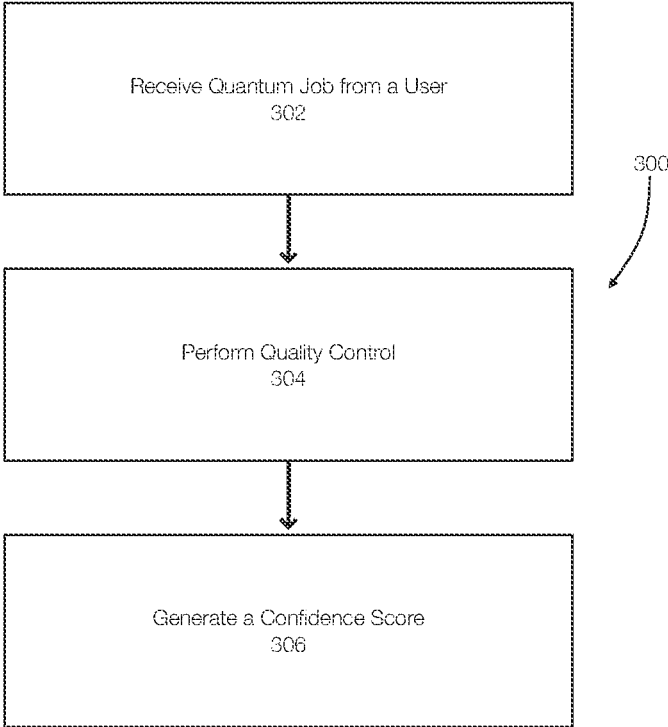 Receive Quantum Job from a User
302
300
Perform Quality Control
304
Generate a Confidence Score
306